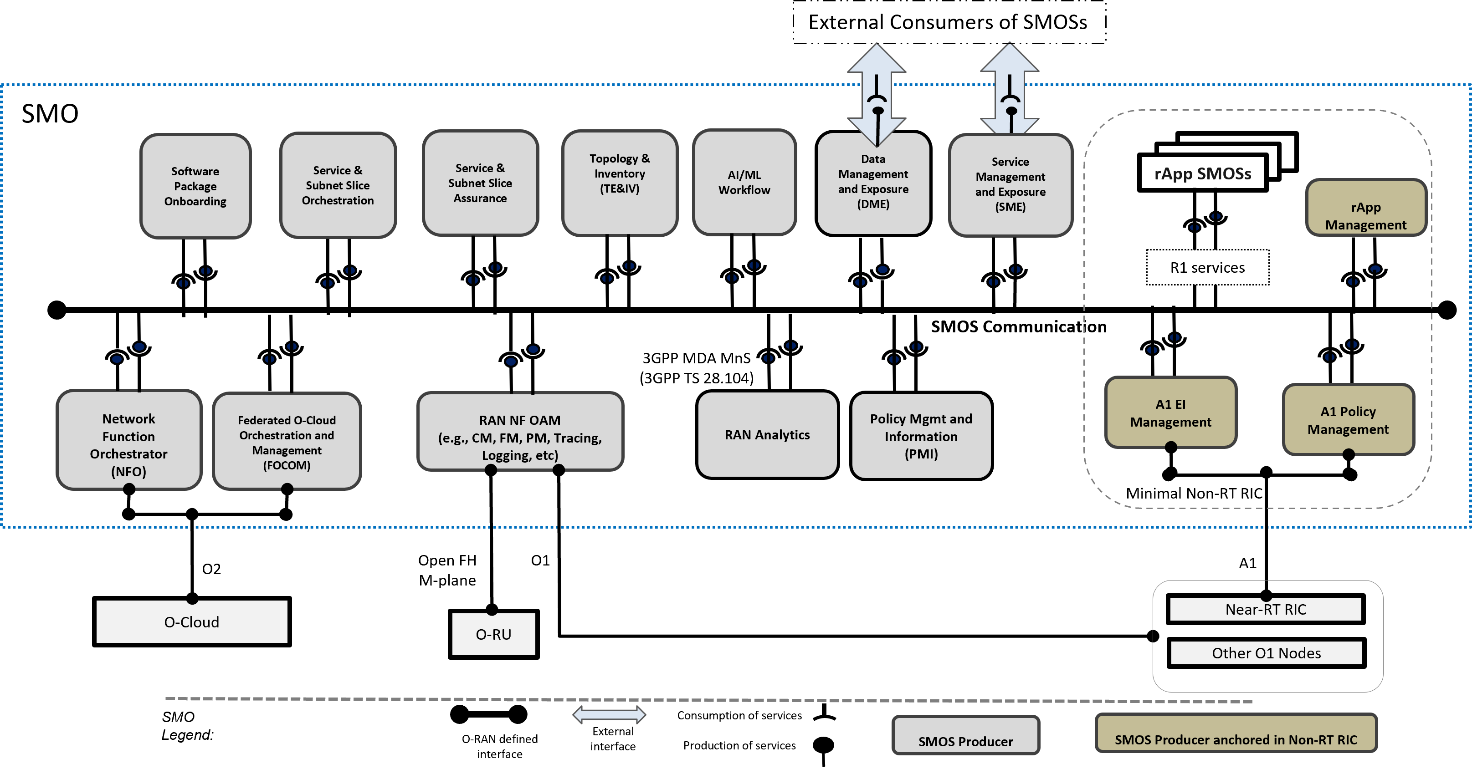 External Consumers of SMOSs
SMO
Software
Package
Onboarding
Service &
Subnet Slice
Orchestration
Service &
Subnet Slice
Assurance
Topology &
Inventory
(TE&IV)
AI/ML
Workflow
Data
Management
and Exposure
(DME)
Service
Management
and Exposure
(SME)
rApp SMOSs
rApp
Management
R1 services
SMOS Communication
3GPP MDA MnS
(3GPP TS 28.104)
Network
Function
Orchestrator
(NFO)
Federated O-Cloud
Orchestration and
Management
(FOCOM)
RAN NF OAM
(e.g., CM, FM, PM, Tracing,
Logging, etc)
RAN Analytics
Policy Mgmt and
Information
(PMI)
A1 EI
Management
A1 Policy
Management
Minimal Non-RT RIC
O2
Open FH
M-plane
O1
A1
O-Cloud
O-RU
Near-RT RIC
Other O1 Nodes
SMO
Legend:
O-RAN defined
interface
External
interface
Consumption of services
Production of services
SMOS Producer
SMOS Producer anchored in Non-RT RIC